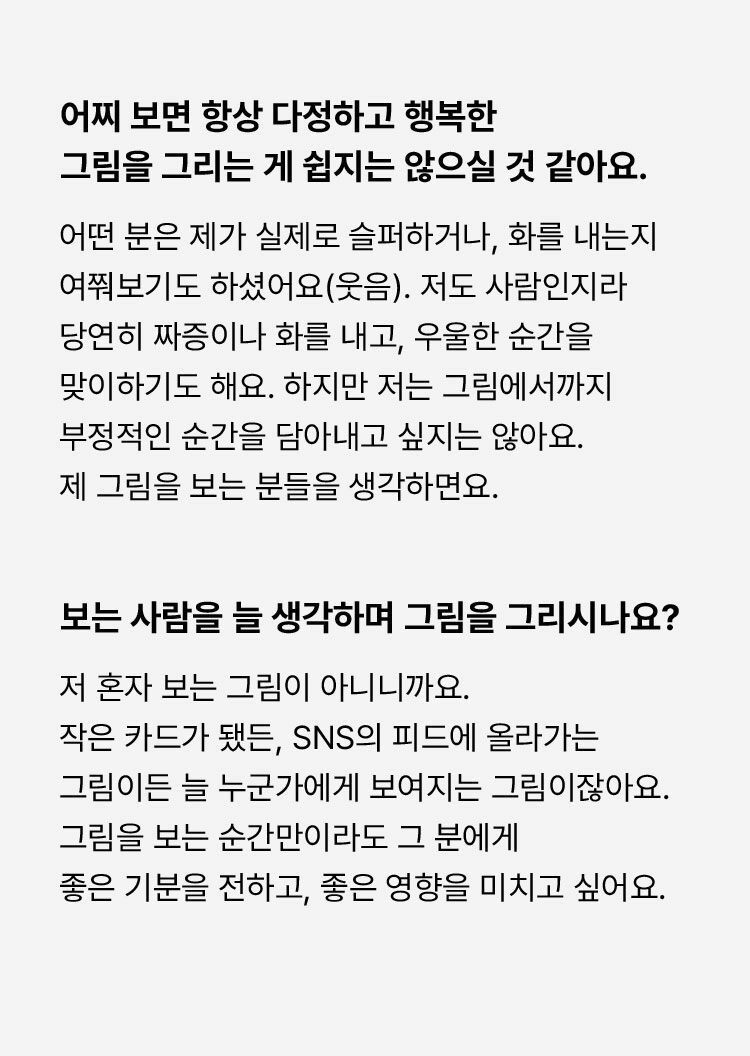 어찌 보면 항상 다정하고 행복한
그림을 그리는 게 쉽지는 않으실 것 같아요.
어떤 분은 제가 실제로 슬퍼하거나, 화를 내는지
여쭤보기도 하셨어요(웃음). 저도 사람인지라
당연히 짜증이나 화를 내고, 우울한 순간을
맞이하기도 해요. 하지만 저는 그림에서까지
부정적인 순간을 담아내고 싶지는 않아요.
제 그림을 보는 분들을 생각하면요.
보는 사람을 늘 생각하며 그림을 그리시나요?
저 혼자 보는 그림이 아니니까요.
작은 카드가 됐든, SNS의 피드에 올라가는
그림이든 늘 누군가에게 보여지는 그림이잖아요.
그림을 보는 순간만이라도 그 분에게
좋은 기분을 전하고, 좋은 영향을 미치고 싶어요.